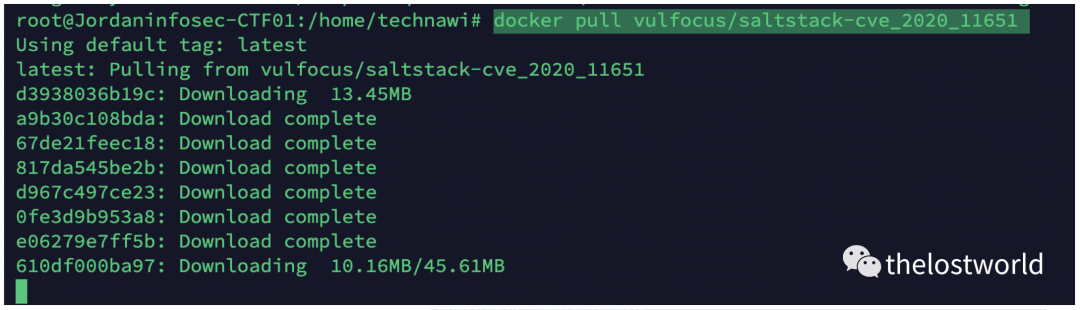 root@Jordaninfosec-CTF01:/home/technawi# docker pull vulfocus/saltstack-cve_2020_11651
Using default tag: latest
latest: Pulling from vulfocus/saltstack-cve_2020_11651
d3938036b19c: Downloading  13.45MB
a9b30c108bda: Download complete
67de21feec18: Download complete
817da545be2b: Download complete
d967c497ce23: Download complete
0fe3d9b953a8: Download complete
e06279e7ff5b: Download complete
610df000ba97: Downloading  10.16MB/45.61MB
thelostworld